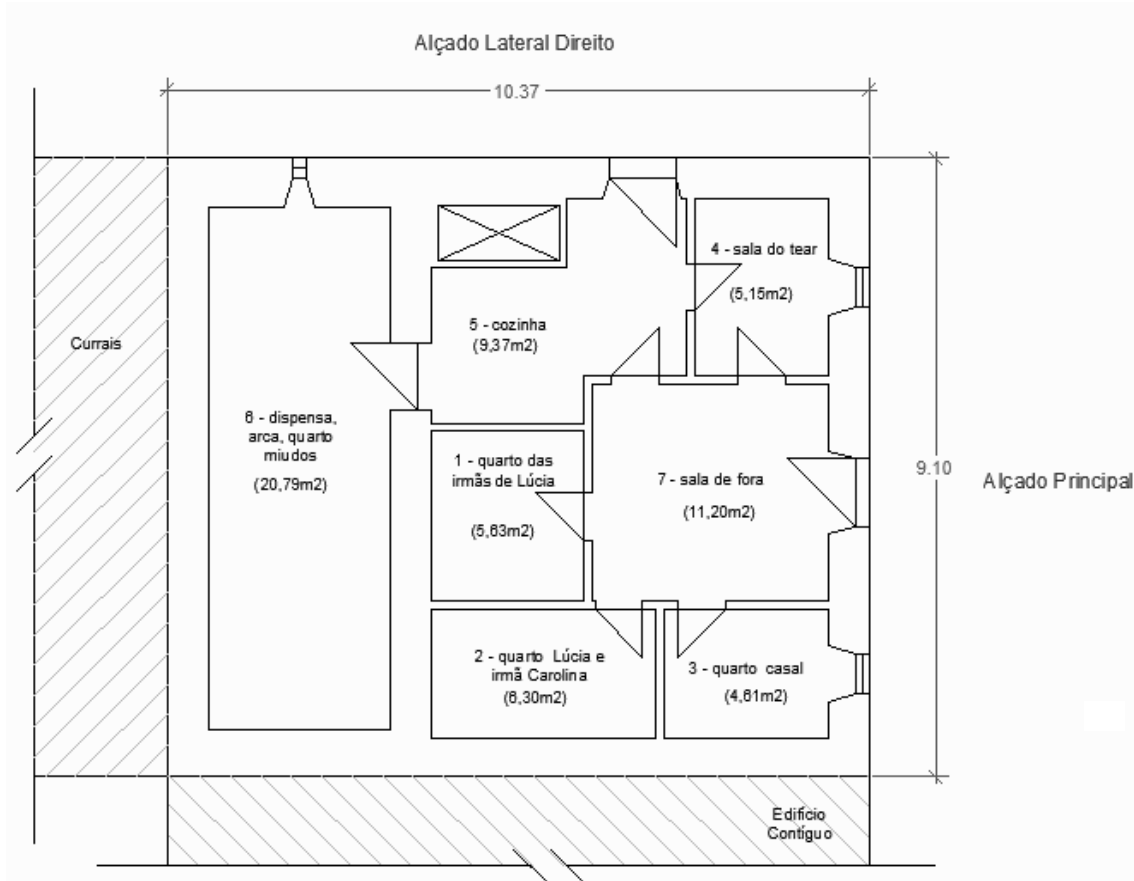 Alçado Lateral Direito
10.37
4 - sala do tear
(5,15m2)
5 - cozinha
(9,37m2)
Currais
6 - dispensa,
arca, quarto
miudos
(20,79m2)
1 - quarto das
irmãs de Lúcia
(5,63m2)
7 - sala de fora
(11,20m2)
9.10
Alçado Principal
2 - quarto Lúcia e
irmã Carolina
(6,30m2)
3 - quarto casal
(4,61m2)
Edifício
Contíguo